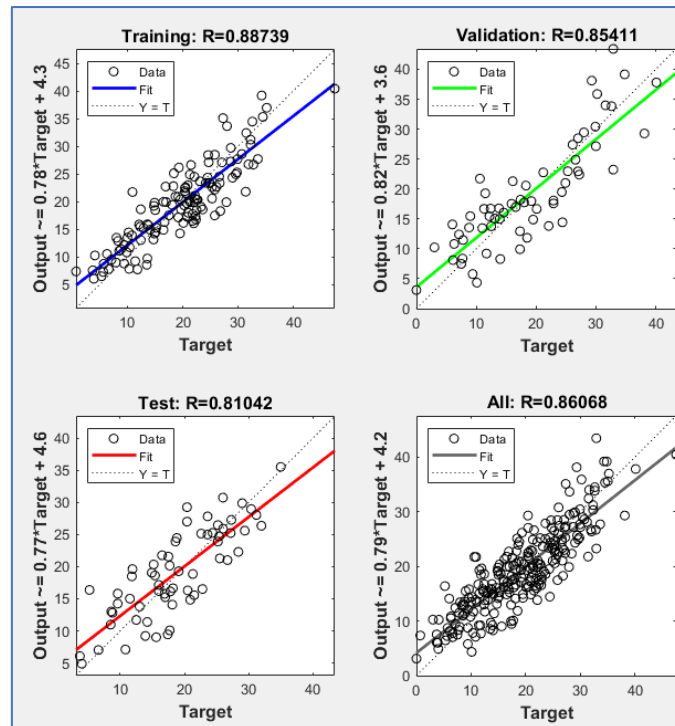 Training: R=0.88739
Output ~= 0.78*Target + 4.3
45
40
35
30
25
20
15
10
5
Data
Fit
Y = T
10
20
30
40
Target
Validation: R=0.85411
Output ~= 0.82*Target + 3.6
40
35
30
25
20
15
10
5
0
Data
Fit
Y = T
0
10
20
30
40
Target
Test: R=0.81042
Output ~= 0.77*Target + 4.6
40
35
30
25
20
15
10
5
Data
Fit
Y = T
10
20
30
40
Target
All: R=0.86068
Output ~= 0.79*Target + 4.2
40
30
20
10
0
Data
Fit
Y = T
0
10
20
30
40
Target